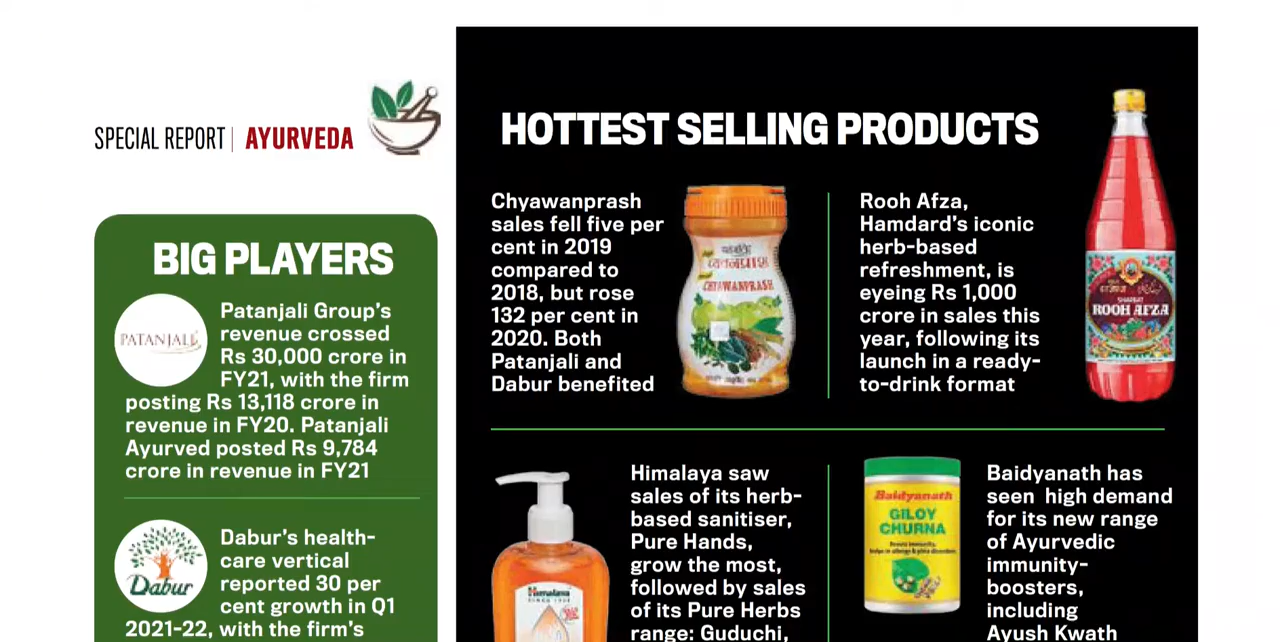 SPECIAL REPORT | AYURVEDA
BIG PLAYERS
PATANJALI
Patanjali Group's
revenue crossed
Rs 30,000 crore in
FY21, with the firm
posting Rs 13,118 crore in
revenue in FY20. Patanjali
Ayurved posted Rs 9,784
crore in revenue in FY21
Dabur
Dabur's health-
care vertical
reported 30 per
cent growth in Q1
2021-22, with the firm's
HOTTEST SELLING PRODUCTS
Chyawanprash
sales fell five per
cent in 2019
compared to
2018, but rose
132 per cent in
2020. Both
Patanjali and
Dabur benefited
च्यवनप्राश
CHYAWANPRASH
Rooh Afza,
Hamdard's iconic
herb-based
refreshment, is
eyeing Rs 1,000
crore in sales this
year, following its
launch in a ready-
to-drink format
SHARBAT
ROOH AFZA
Himalaya
SINCE 1930
Himalaya saw
sales of its herb-
based sanitiser,
Pure Hands,
grow the most,
followed by sales
of its Pure Herbs
range: Guduchi,
Baidyanath
GILOY
CHURNA
Boosts immunity,
Baidyanath has
seen high demand
for its new range
of Ayurvedic
immunity-
boosters,
including
Ayush Kwath